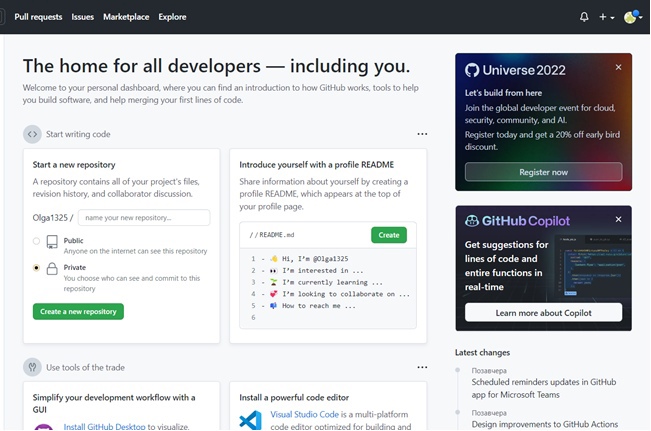 Pull requests Issues Marketplace Explore
The home for all developers — including you.
Welcome to your personal dashboard, where you can find an introduction to how GitHub works, tools to
help you build software, and help merging your first lines of code.
Start writing code
Start a new repository
A repository contains all of your project's files,
revision history, and collaborator discussion.
Olga1325 / name your new repository...
Public
Anyone on the internet can see this repository
Private
You choose who can see and commit to this
repository
Create a new repository
Introduce yourself with a profile README
Share information about yourself by creating a
profile README, which appears at the top of
your profile page.
//README.md Create
1 - 👋 Hi, I'm @Olga1325
2 - 👀 I'm interested in ...
3 - 🌱 I'm currently learning ...
4 - 💞️ I'm looking to collaborate on ...
5 - 📫 How to reach me ...
6
Use tools of the trade
Simplify your development workflow with a
GUI
Install GitHub Desktop to visualize,
Install a powerful code editor
Visual Studio Code is a multi-platform
code editor optimized for building and
Universe 2022
Let's build from here
Join the global developer event for cloud,
security, community, and AI.
Register today and get a 20% off early bird
discount.
Register now
GitHub Copilot
Get suggestions for
lines of code and
entire functions in
real-time
Learn more about Copilot
Latest changes
Позавчера
Scheduled reminders updates in GitHub
app for Microsoft Teams
Позавчера
Design improvements to GitHub Actions